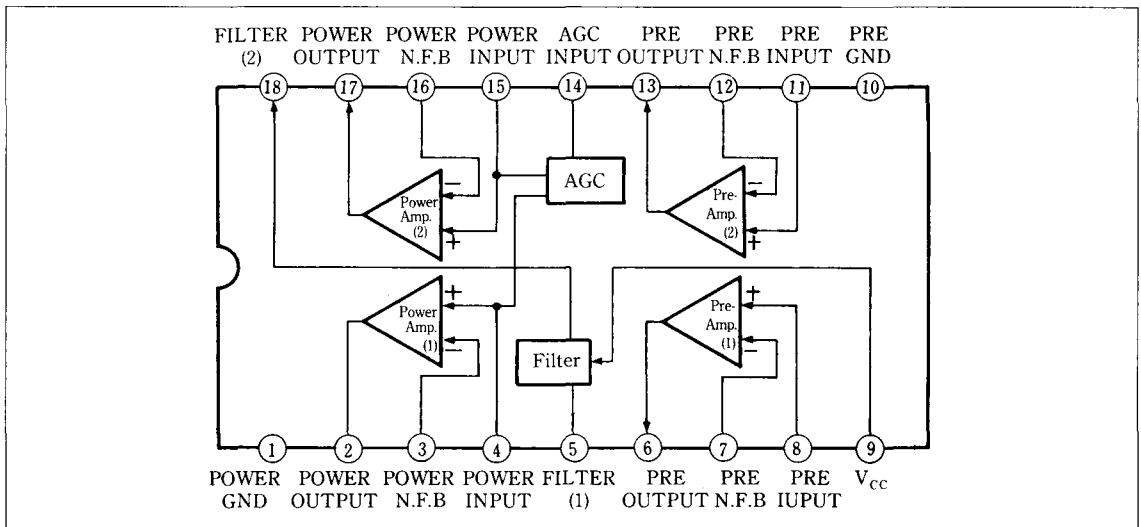 FILTER POWER POWER POWER AGC PRE PRE PRE PRE
(2) OUTPUT N.F.B INPUT INPUT OUTPUT N.F.B INPUT GND
18 17 16 15 14 13 12 11 10
AGC
− −
Power Amp. (2)
Pre- Amp. (2)
+ +
+ +
Power Amp. (1)
Pre- Amp. (1)
− −
Filter
1 2 3 4 5 6 7 8 9
POWER POWER POWER POWER FILTER PRE PRE PRE VCC
GND OUTPUT N.F.B INPUT (1) OUTPUT N.F.B IUPUT